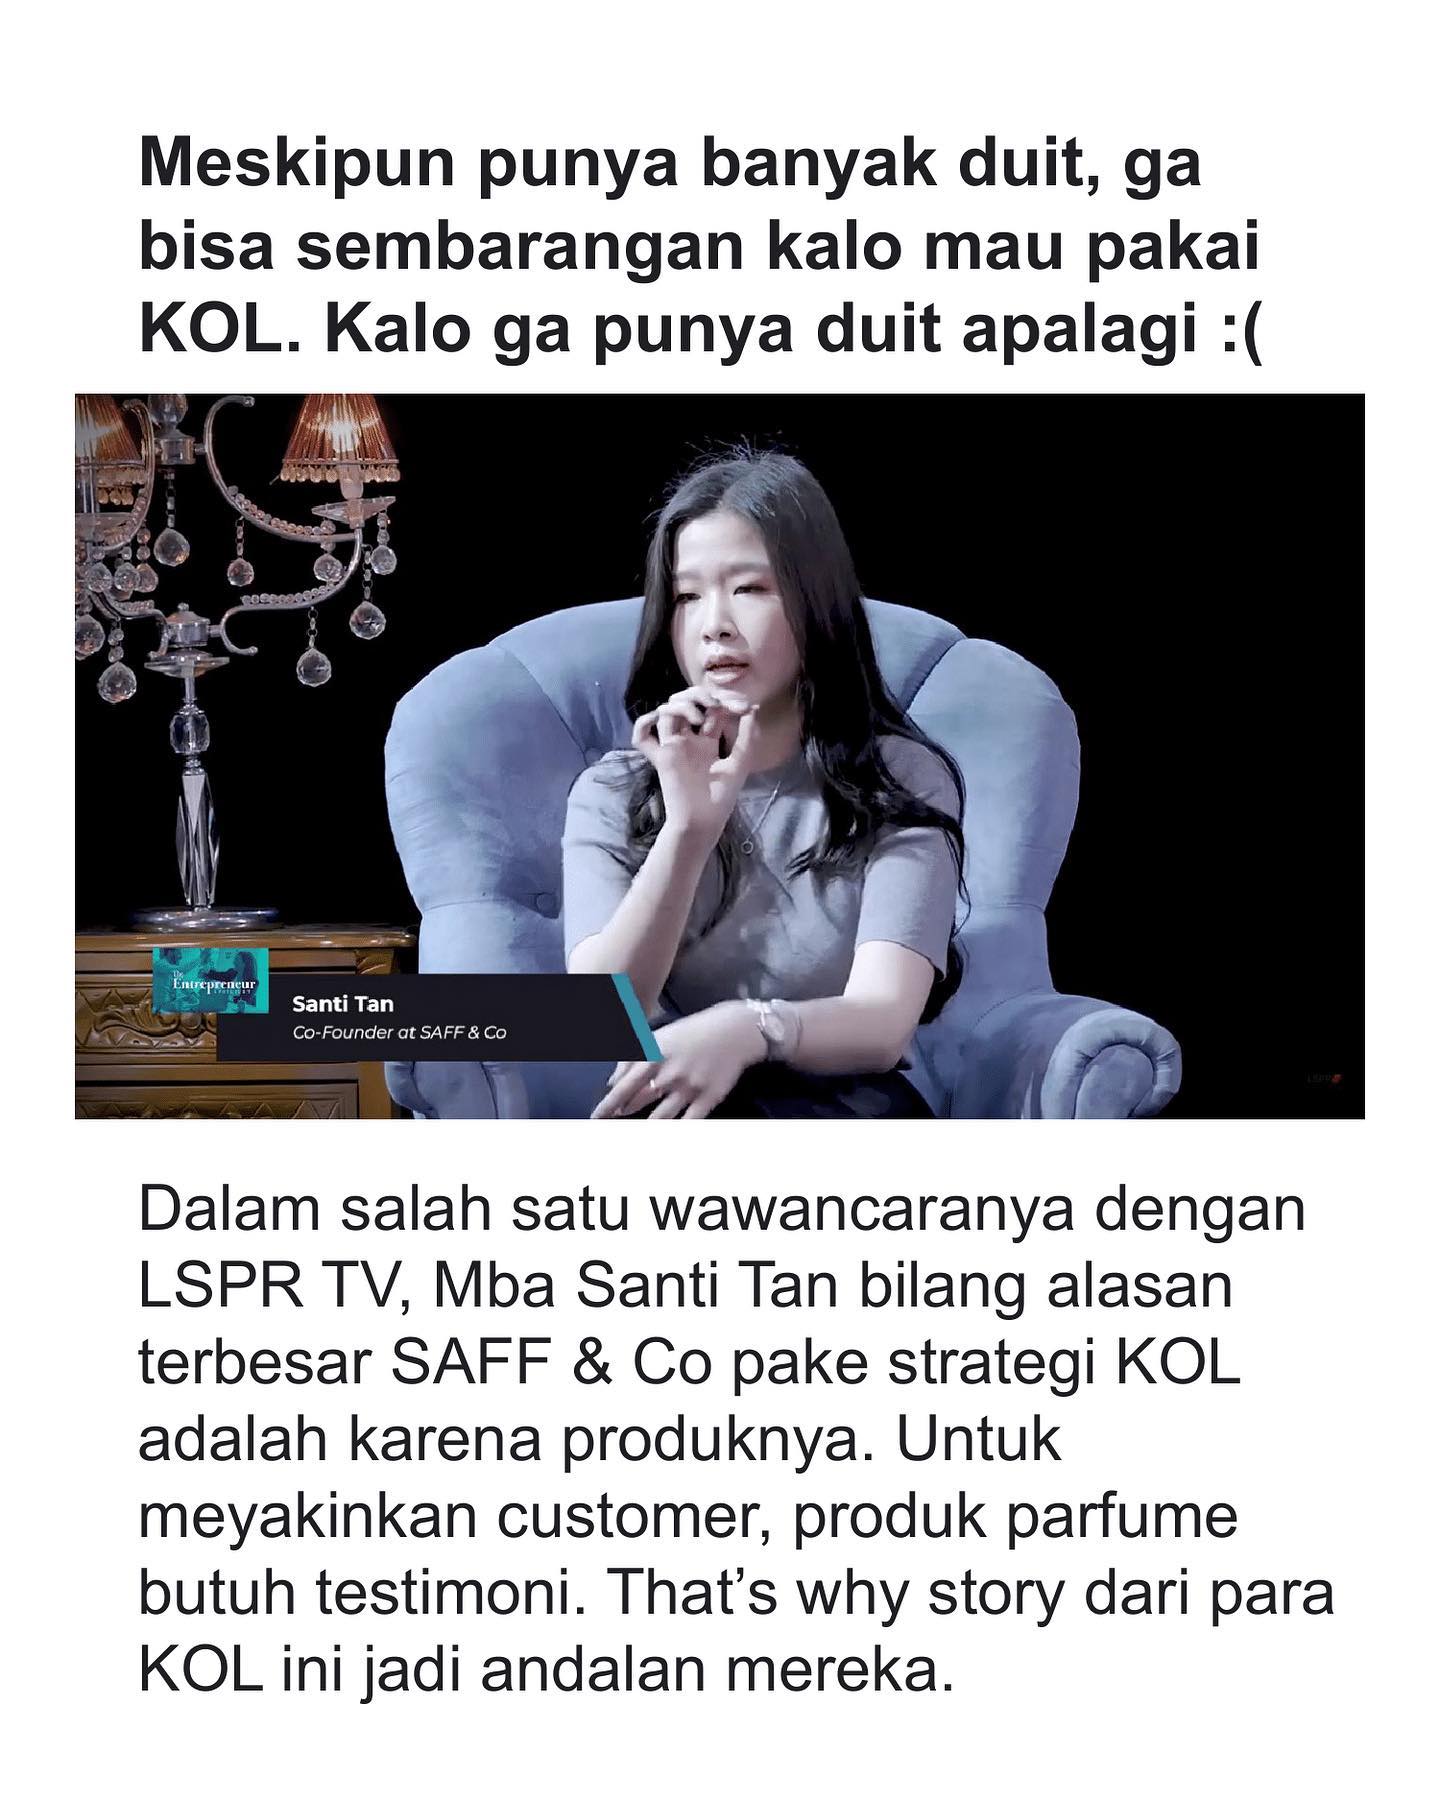 Meskipun punya banyak duit, ga
bisa sembarangan kalo mau pakai
KOL. Kalo ga punya duit apalagi :(
The
Entrepreneur
Santi Tan
Co-Founder at SAFF & Co
LSPR
Dalam salah satu wawancaranya dengan
LSPR TV, Mba Santi Tan bilang alasan
terbesar SAFF & Co pake strategi KOL
adalah karena produknya. Untuk
meyakinkan customer, produk parfume
butuh testimoni. That’s why story dari para
KOL ini jadi andalan mereka.